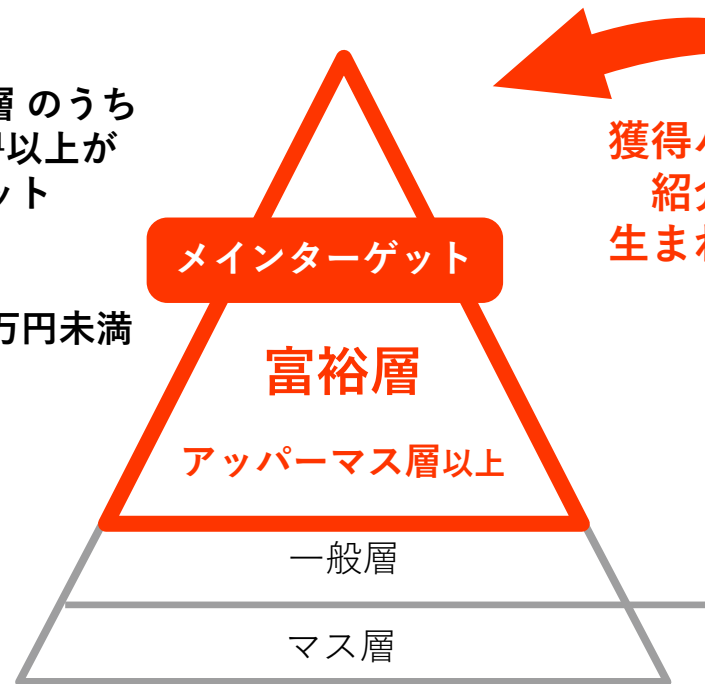 層 のうち
以上が
ット
万円未満
メインターゲット
富裕層
アッパーマス層以上
一般層
マス層
獲得
紹
生まれ